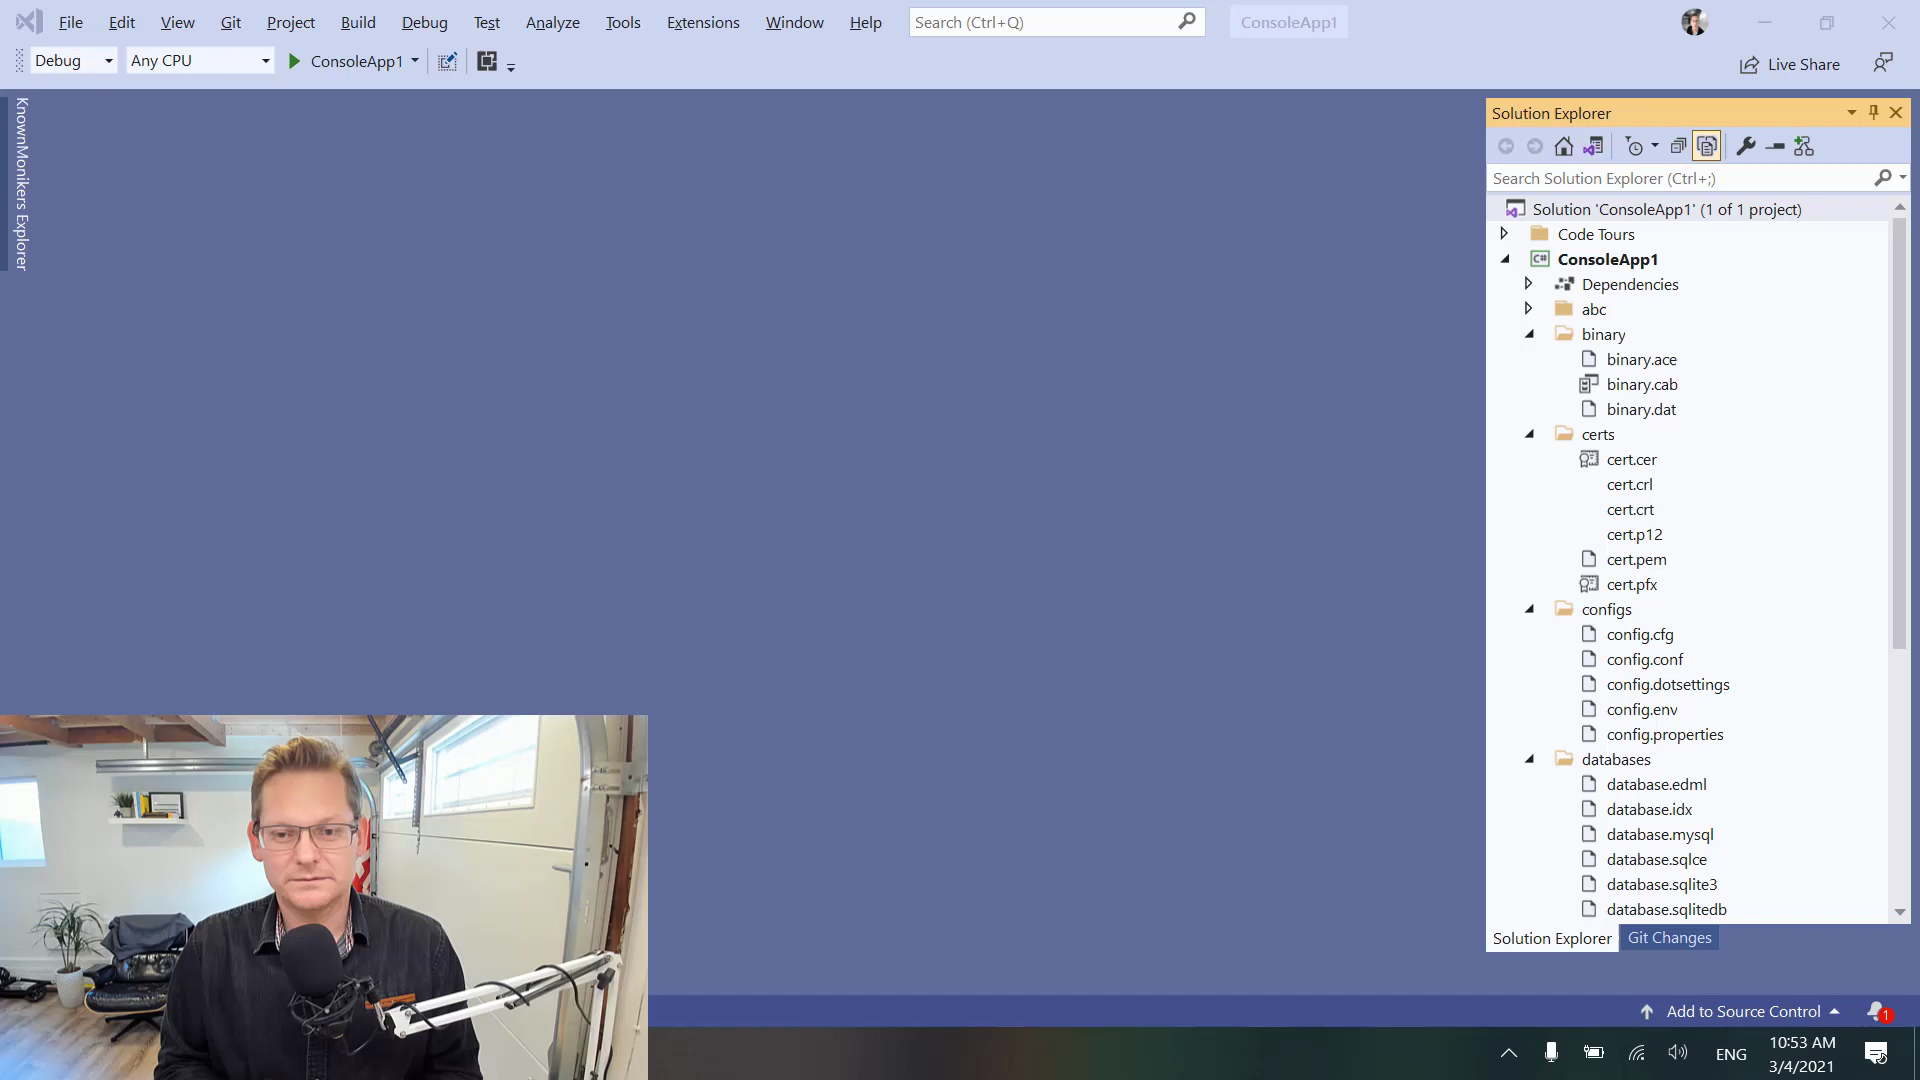 File Edit View Git Project Build Debug Test Analyze Tools Extensions Window Help Search (Ctrl+Q) ConsoleApp1
Debug Any CPU ConsoleApp1 Live Share
KnownMonikers Explorer
Solution Explorer
Search Solution Explorer (Ctrl+;)
Solution 'ConsoleApp1' (1 of 1 project)
Code Tours
C# ConsoleApp1
Dependencies
abc
binary
binary.ace
binary.cab
binary.dat
certs
cert.cer
cert.crl
cert.crt
cert.p12
cert.pem
cert.pfx
configs
config.cfg
config.conf
config.dotsettings
config.env
config.properties
databases
database.edml
database.idx
database.mysql
database.sqlce
database.sqlite3
database.sqlitedb
Solution Explorer Git Changes
Add to Source Control 1
ENG 10:53 AM
3/4/2021